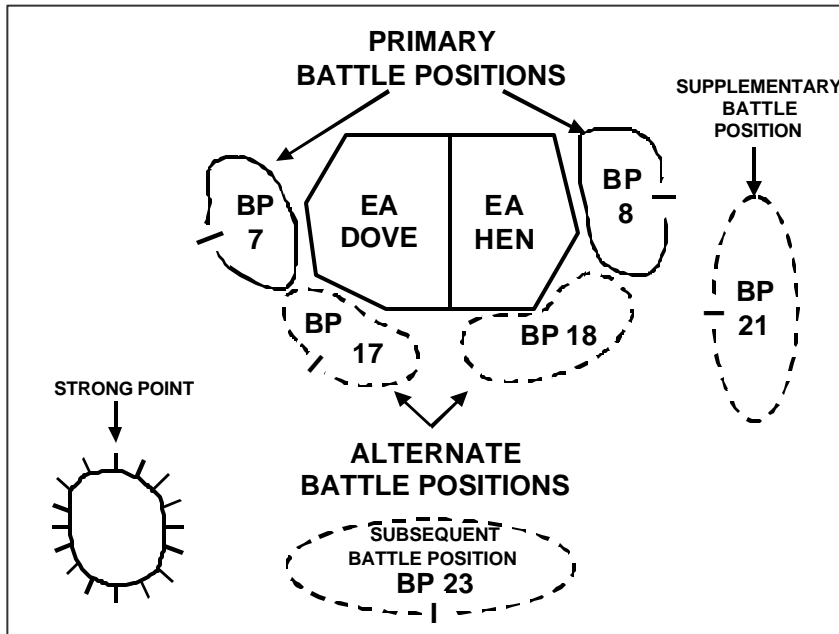 PRIMARY
BATTLE POSITIONS
SUPPLEMENTARY
BATTLE
POSITION
BP
7
EA
DOVE
EA
HEN
BP
8
BP
21
BP
17
BP 18
STRONG POINT
ALTERNATE
BATTLE POSITIONS
SUBSEQUENT
BATTLE POSITION
BP 23